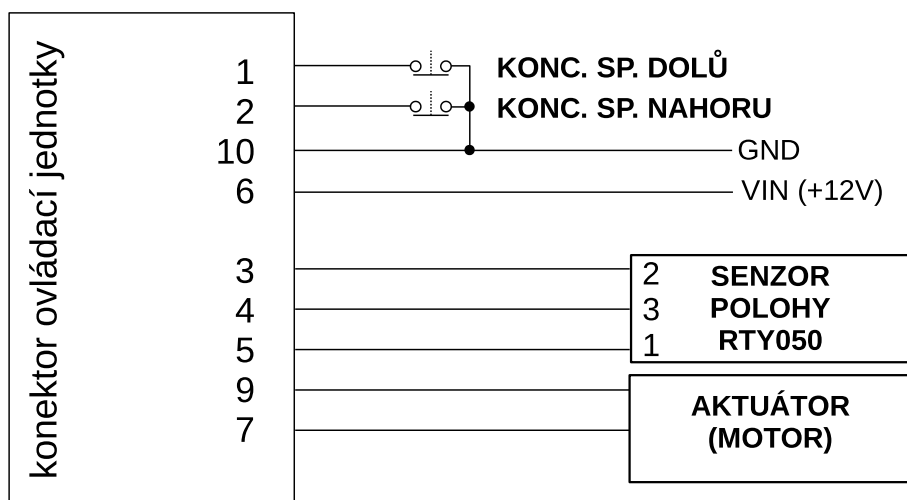 konektor ovládací jednotky
1
KONC. SP. DOLŮ
2
KONC. SP. NAHORU
10
GND
6
VIN (+12V)
3
2
SENZOR
4
3
POLOHY
5
1
RTY050
9
AKTUÁTOR
7
(MOTOR)